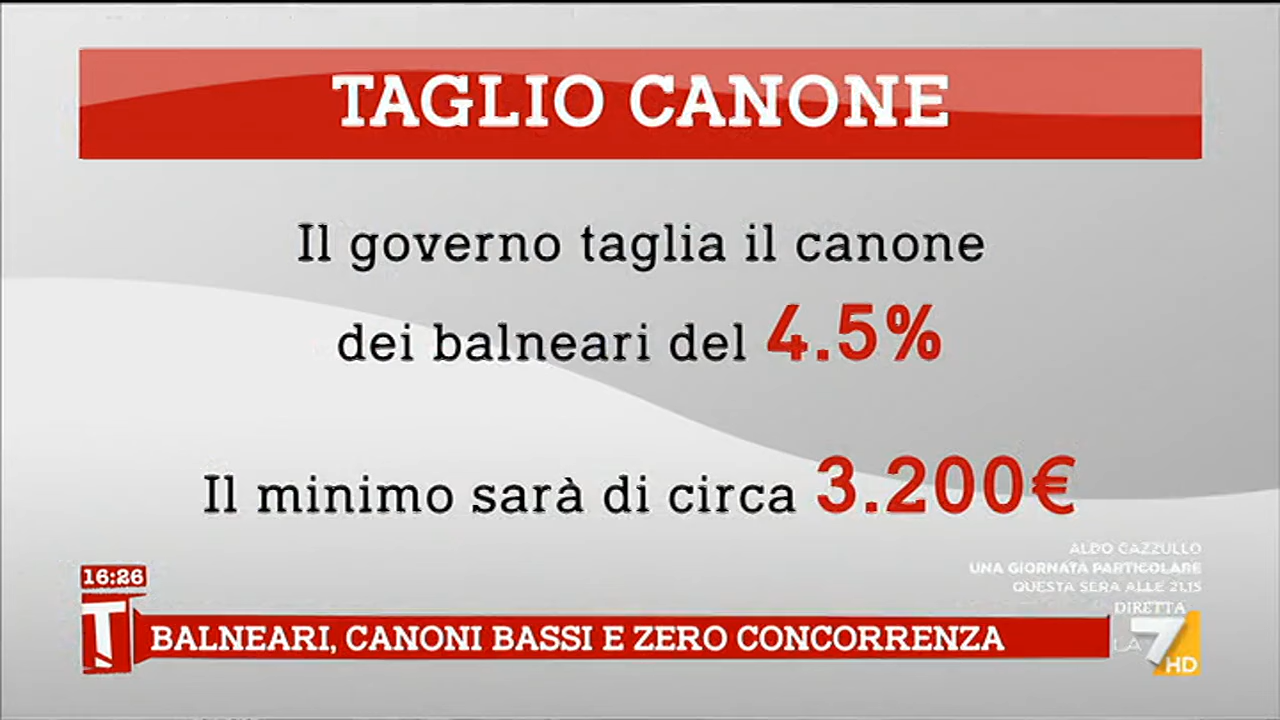 TAGLIO CANONE
Il governo taglia il canone
dei balneari del 4.5%
Il minimo sarà di circa 3.200€
ALDO CAZZULLO
UNA GIORNATA PARTICOLARE
QUESTA SERA ALLE 21.15
DIRETTA
16:26
T
BALNEARI, CANONI BASSI E ZERO CONCORRENZA
LA 7
HD